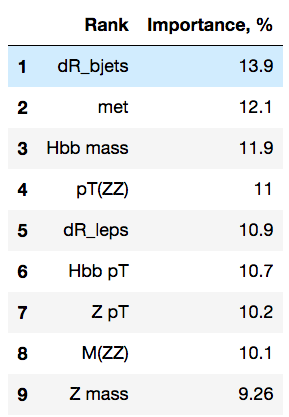 Rank Importance, %
1 dR_bjets 13.9
2 met 12.1
3 Hbb mass 11.9
4 pT(ZZ) 11
5 dR_leps 10.9
6 Hbb pT 10.7
7 Z pT 10.2
8 M(ZZ) 10.1
9 Z mass 9.26